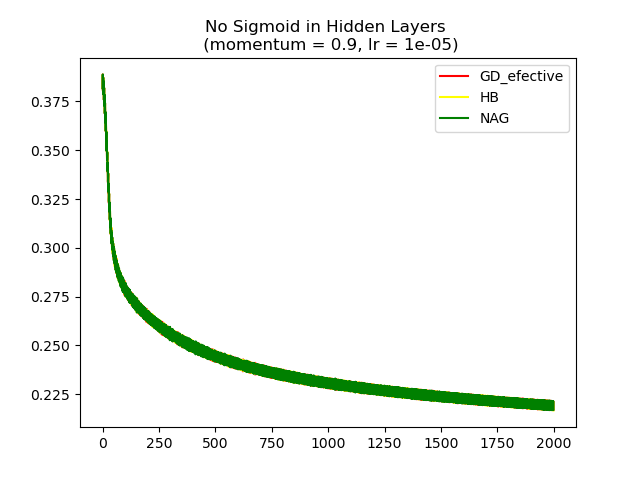 No Sigmoid in Hidden Layers
(momentum = 0.9, lr = 1e-05)
GD_efective
HB
NAG
0.375
0.350
0.325
0.300
0.275
0.250
0.225
0 250 500 750 1000 1250 1500 1750 2000